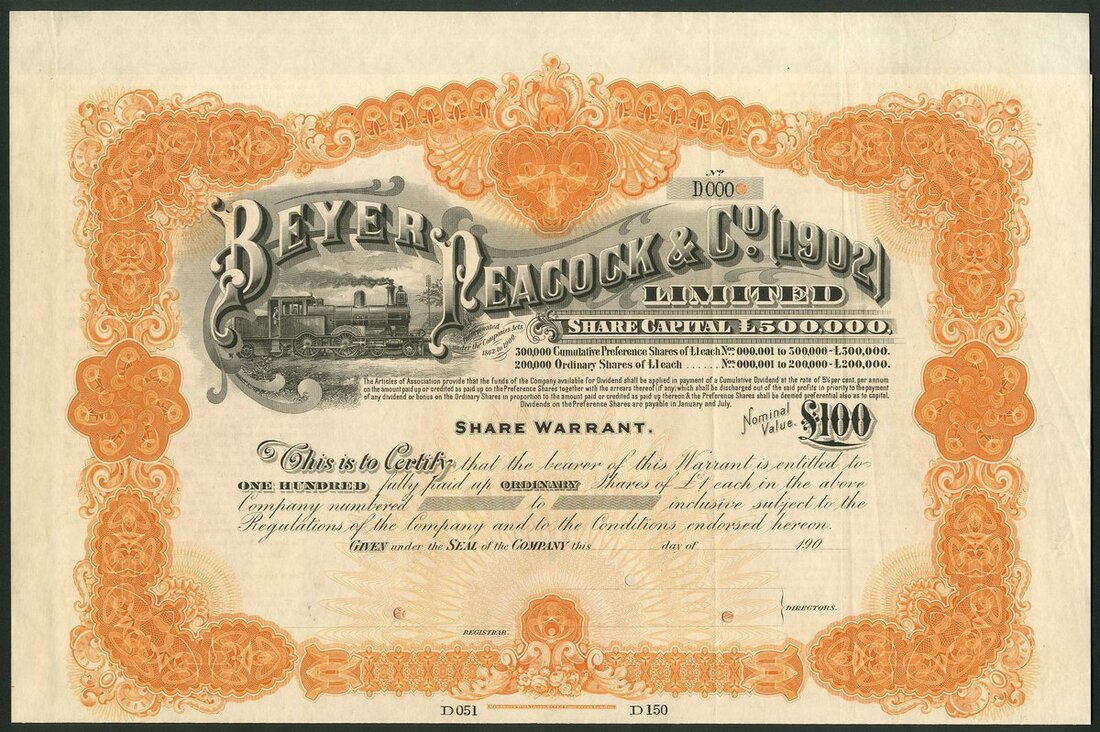 No
D000
BEYER PEACOCK & Co. (1902)
LIMITED
Incorporated
under the Companies Acts
1862 to 1900.
SHARE CAPITAL £500,000.
300,000 Cumulative Preference Shares of £1 each Nos 000,001 to 300,000 - £300,000.
200,000 Ordinary Shares of £1 each ...... Nos 000,001 to 200,000 - £200,000.
The Articles of Association provide that the funds of the Company available for Dividend shall be applied in payment of a Cumulative Dividend at the rate of 5½ per cent. per annum
on the amount paid up or credited as paid up on the Preference Shares together with the arrears thereof (if any) which shall be discharged out of the said profits in priority to the payment
of any dividend or bonus on the Ordinary Shares in proportion to the amount paid or credited as paid up thereon & the Preference Shares shall be deemed preferential also as to capital.
Dividends on the Preference Shares are payable in January and July.
SHARE WARRANT.
Nominal
Value. £100
This is to Certify that the bearer of this Warrant is entitled to
ONE HUNDRED fully paid up ORDINARY Shares of £1 each in the above
Company numbered to inclusive subject to the
Regulations of the Company and to the Conditions endorsed hereon.
GIVEN under the SEAL of the COMPANY this day of 190
DIRECTORS.
REGISTRAR.
D051 D150